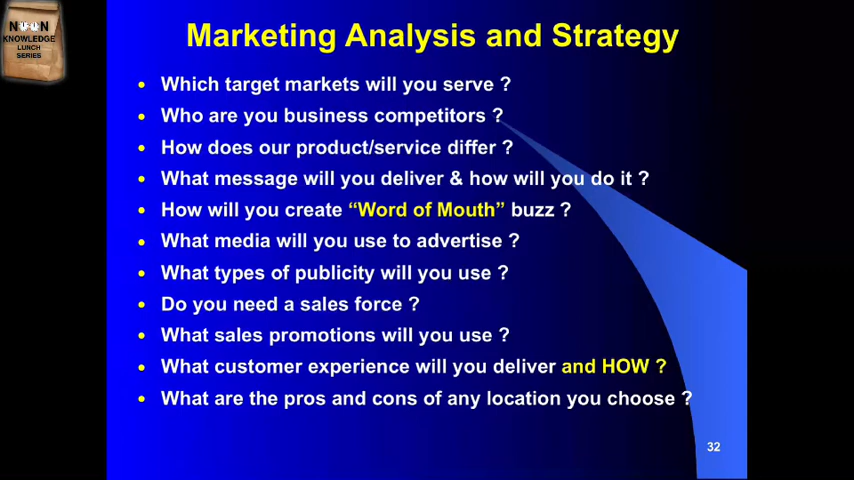 NOON
KNOWLEDGE
LUNCH
SERIES
Marketing Analysis and Strategy
Which target markets will you serve ?
Who are you business competitors ?
How does our product/service differ ?
What message will you deliver & how will you do it ?
How will you create “Word of Mouth” buzz ?
What media will you use to advertise ?
What types of publicity will you use ?
Do you need a sales force ?
What sales promotions will you use ?
What customer experience will you deliver and HOW ?
What are the pros and cons of any location you choose ?
32